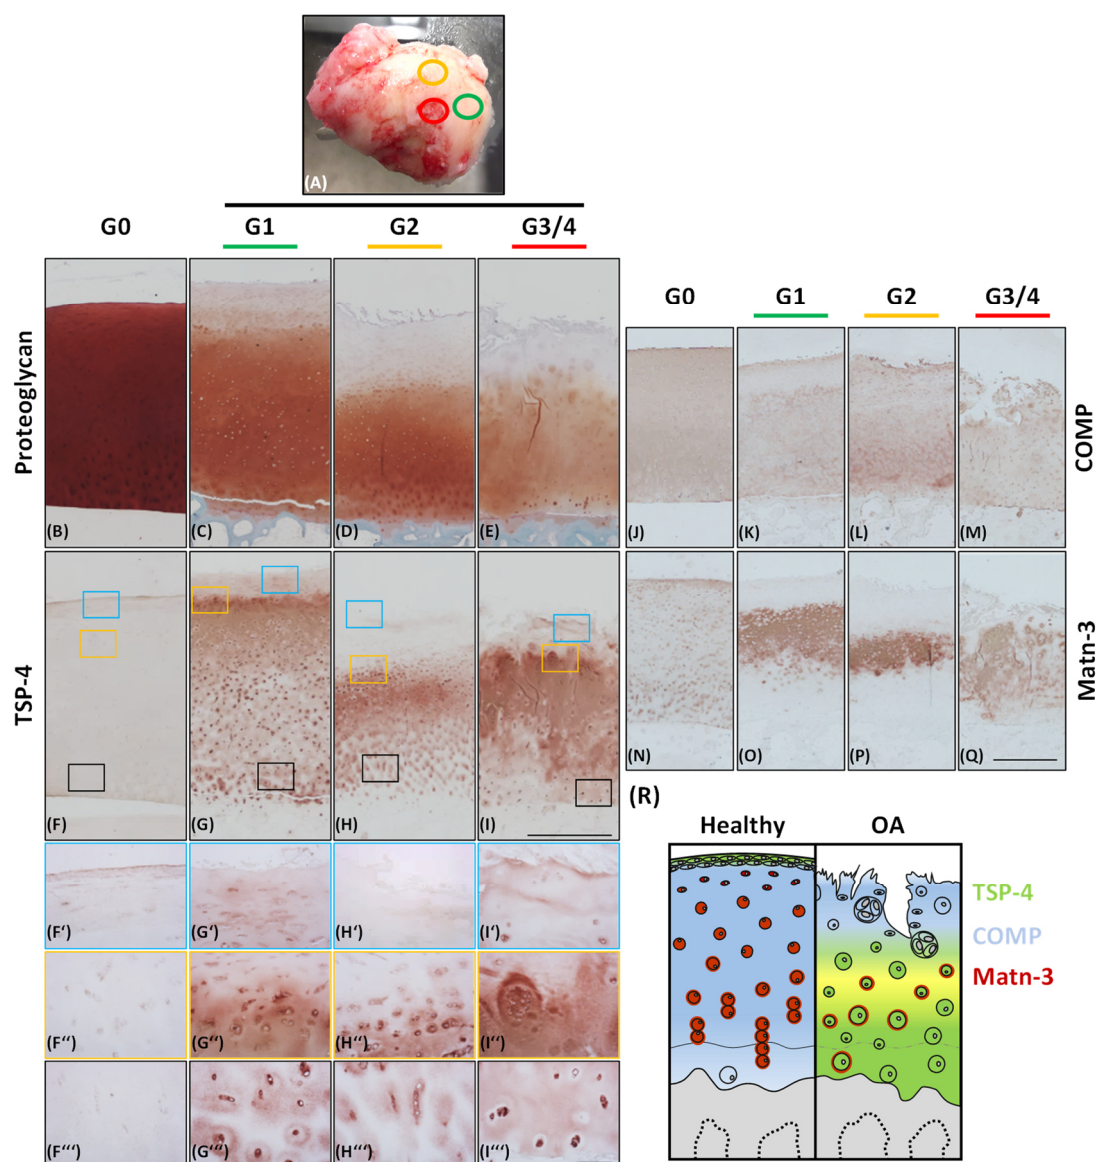 (A)
G0 G1 G2 G3/4
Proteoglycan
(B) (C) (D) (E)
TSP-4
(F) (G) (H) (I)
(F‘) (G‘) (H‘) (I‘)
(F‘‘) (G‘‘) (H‘‘) (I‘‘)
(F‘‘‘) (G‘‘‘) (H‘‘‘) (I‘‘‘)
G0 G1 G2 G3/4
COMP
(J) (K) (L) (M)
Matn-3
(N) (O) (P) (Q)
(R)
Healthy OA
TSP-4
COMP
Matn-3